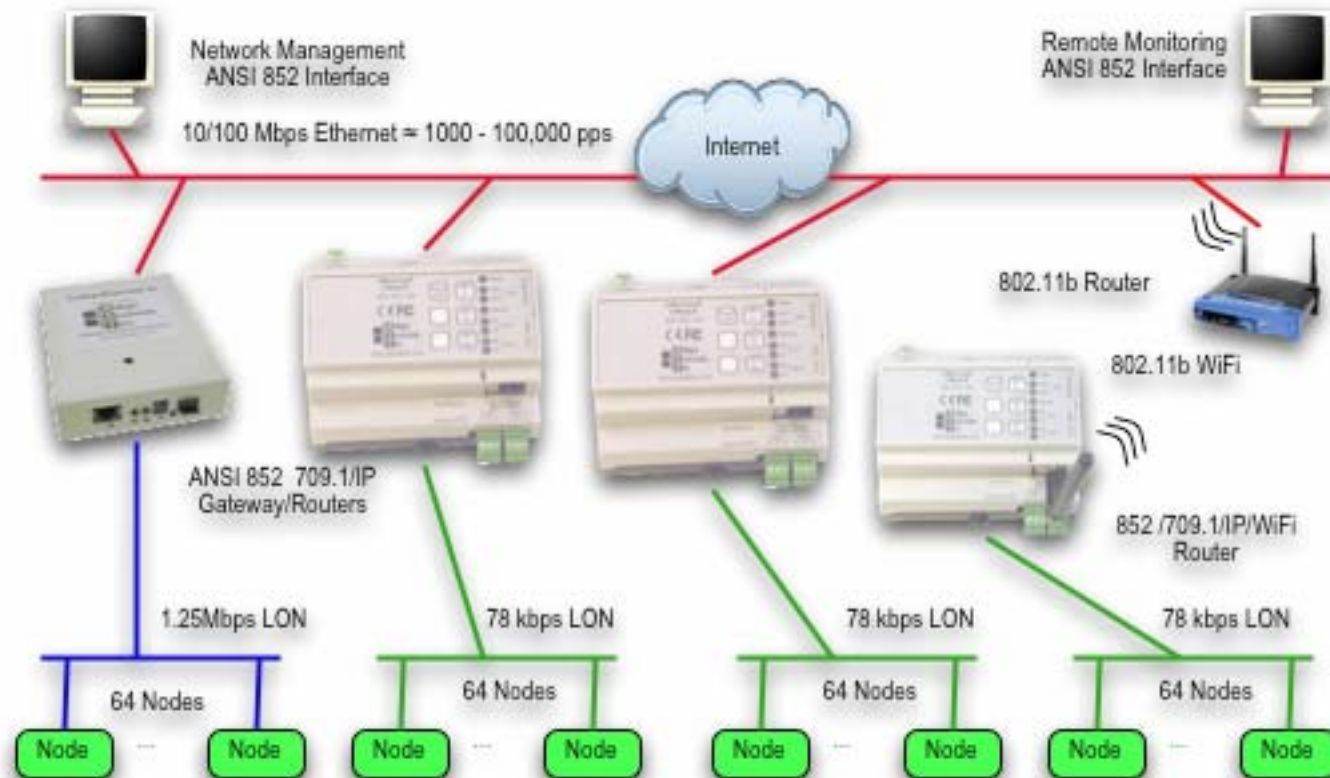 Network Management
ANSI 852 Interface
Remote Monitoring
ANSI 852 Interface
10/100 Mbps Ethernet ≈ 1000 - 100,000 pps
Internet
802.11b Router
802.11b WiFi
ANSI 852 709.1/IP
Gateway/Routers
852 /709.1/IP/WiFi
Router
1.25Mbps LON
78 kbps LON
78 kbps LON
78 kbps LON
64 Nodes
64 Nodes
64 Nodes
64 Nodes
Node ... Node
Node ... Node
Node ... Node
Node ... Node